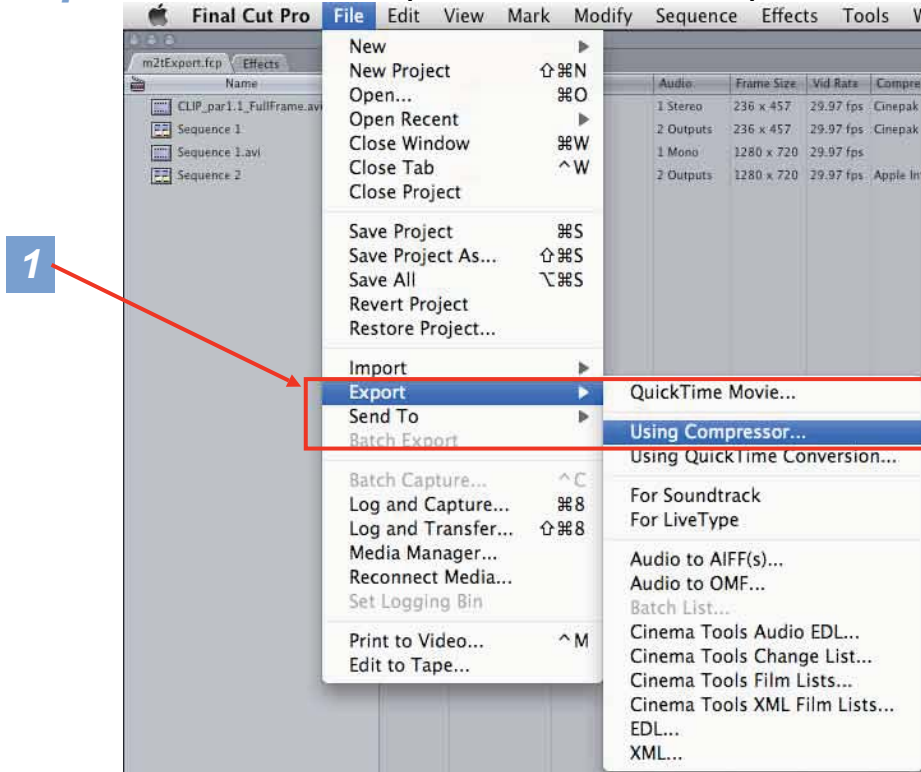 Final Cut Pro File Edit View Mark Modify Sequence Effects Tools
m2tExport.fcp Effects
Name Audio Frame Size Vid Rate
CLIP_par1.1_FullFrame.avi 1 Stereo 236 x 457 29.97 fps Cinepak
Sequence 1 2 Outputs 236 x 457 29.97 fps Cinepak
Sequence 1.avi 1 Mono 1280 x 720 29.97 fps
Sequence 2 2 Outputs 1280 x 720 29.97 fps Apple
1
New
New Project ⇧⌘N
Open... ⌘O
Open Recent
Close Window ⌘W
Close Tab ^W
Close Project
Save Project ⌘S
Save Project As... ⇧⌘S
Save All ⌥⌘S
Revert Project
Restore Project...
Import
Export
Send To
Batch Export
Batch Capture... ^C
Log and Capture... ⌘8
Log and Transfer... ⇧⌘8
Media Manager...
Reconnect Media...
Set Logging Bin
Print to Video... ^M
Edit to Tape...
QuickTime Movie...
Using Compressor...
Using QuickTime Conversion...
For Soundtrack
For LiveType
Audio to AIFF(s)...
Audio to OMF...
Batch List...
Cinema Tools Audio EDL...
Cinema Tools Change List...
Cinema Tools Film Lists...
Cinema Tools XML Film Lists...
EDL...
XML...